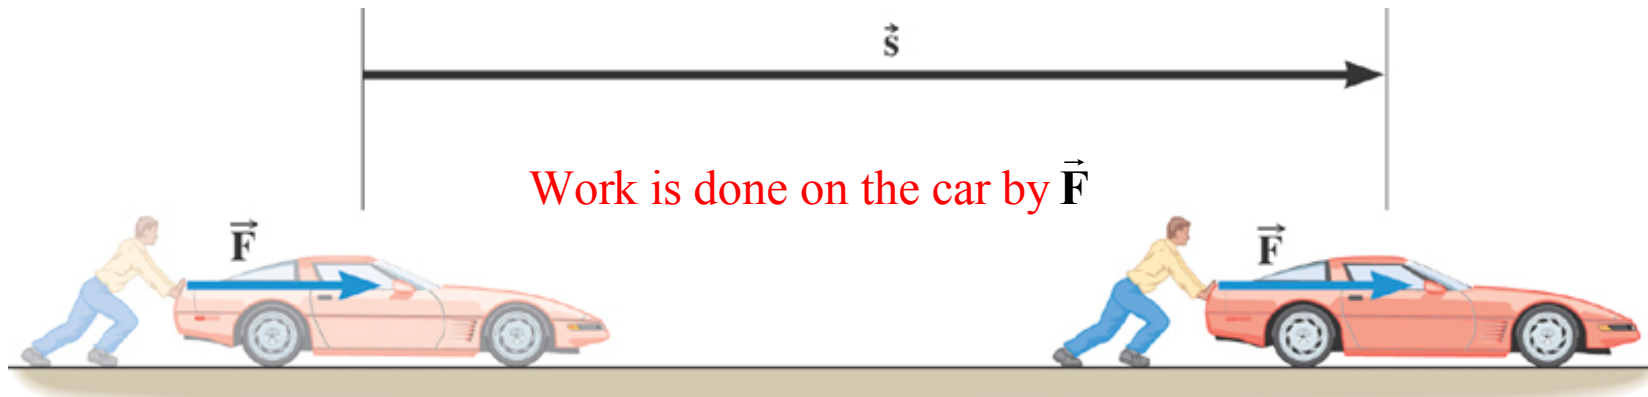 s⃗
Work is done on the car by F⃗
F⃗
F⃗